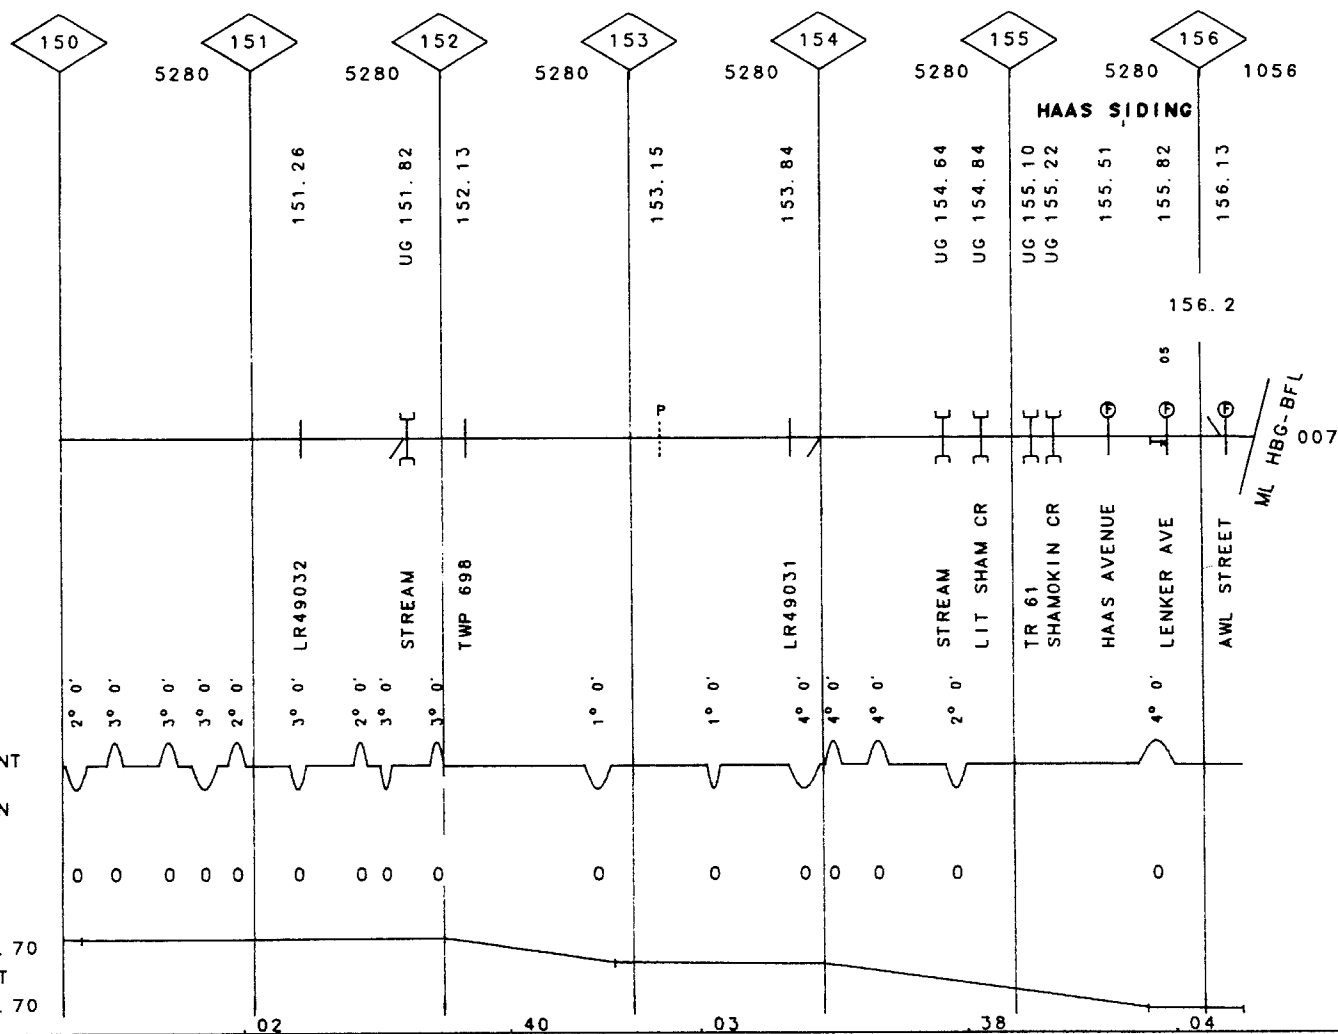 150 151 152 153 154 155 156
5280 5280 5280 5280 5280 5280 1056
HAAS SIDING
151.26
UG 151.82
152.13
153.15
153.84
UG 154.64
UG 154.84
UG 155.10
UG 155.22
155.51
155.82
156.13
156.2
05
P
F F F
ML HBG-BFL
007
LR49032
STREAM
TWP 698
LR49031
STREAM
LIT SHAM CR
TR 61
SHAMOKIN CR
HAAS AVENUE
LENKER AVE
AWL STREET
2° 0' 3° 0' 3° 0' 3° 0' 2° 0' 3° 0' 2° 0' 3° 0' 3° 0' 1° 0' 1° 0' 4° 0' 4° 0' 4° 0' 2° 0' 4° 0'
NT
N
0 0 0 0 0 0 0 0 0 0 0 0 0 0 0 0
.70
T
.70
.02 .40 .03 .38 .04